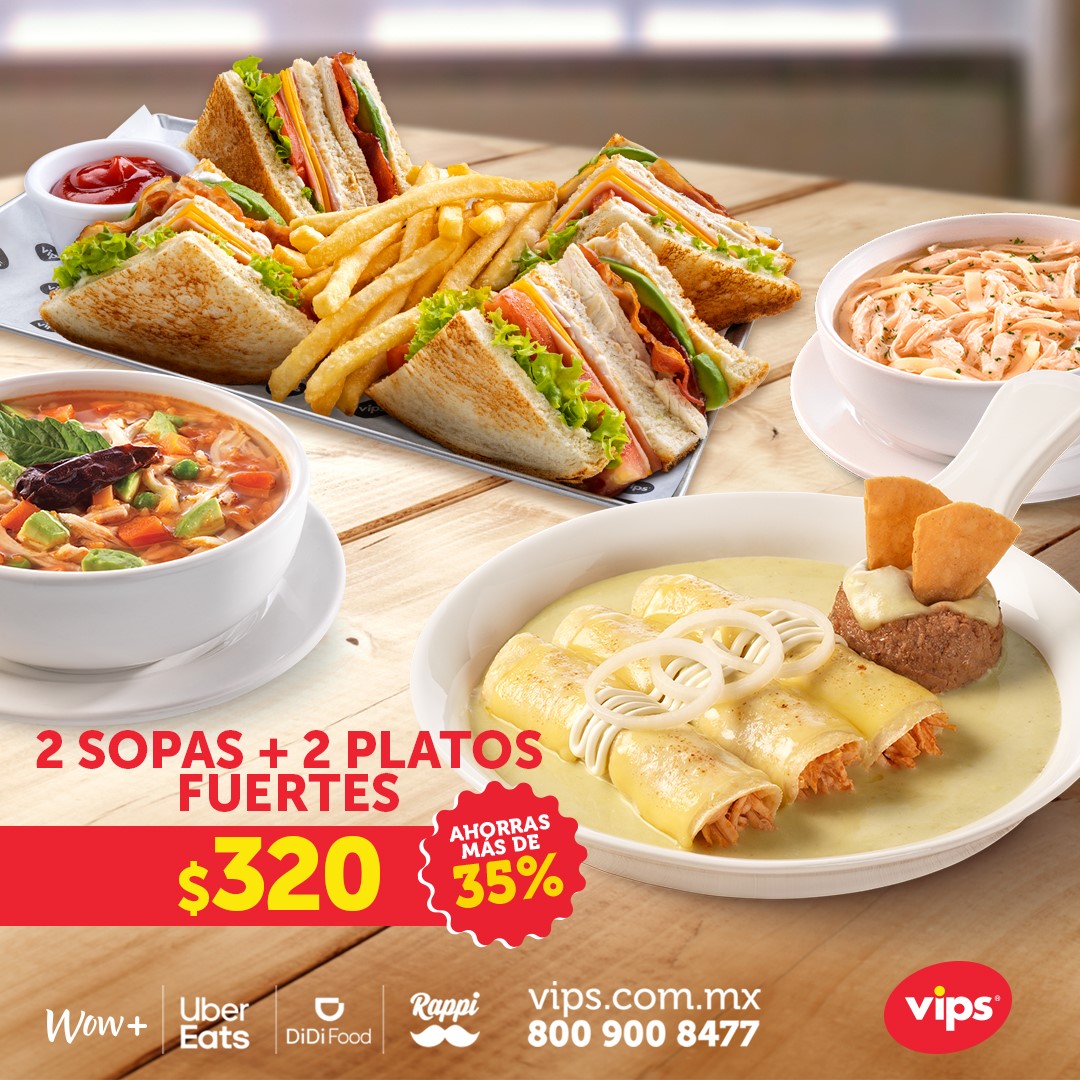 2 SOPAS + 2 PLATOS
FUERTES
$320
AHORRAS
MÁS DE
35%
Wow+
Uber
Eats
DiDi Food
Rappi
vips.com.mx
800 900 8477
vips®